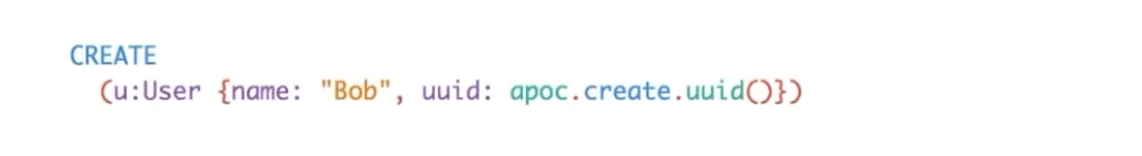 CREATE
(u:User {name: "Bob", uuid: apoc.create.uuid()})